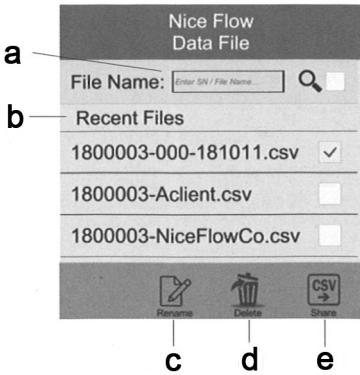 Nice Flow
Data File
a
File Name: Enter SN / File Name...
b
Recent Files
1800003-000-181011.csv
1800003-Aclient.csv
1800003-NiceFlowCo.csv
CSV
Rename Delete Share
c d e